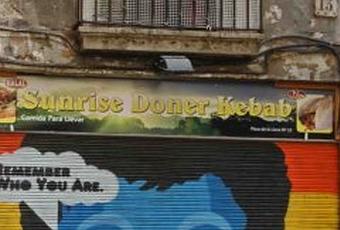 Sunrise Doner Kebab
Comida Para Llevar
REMEMBER
WHO YOU ARE.